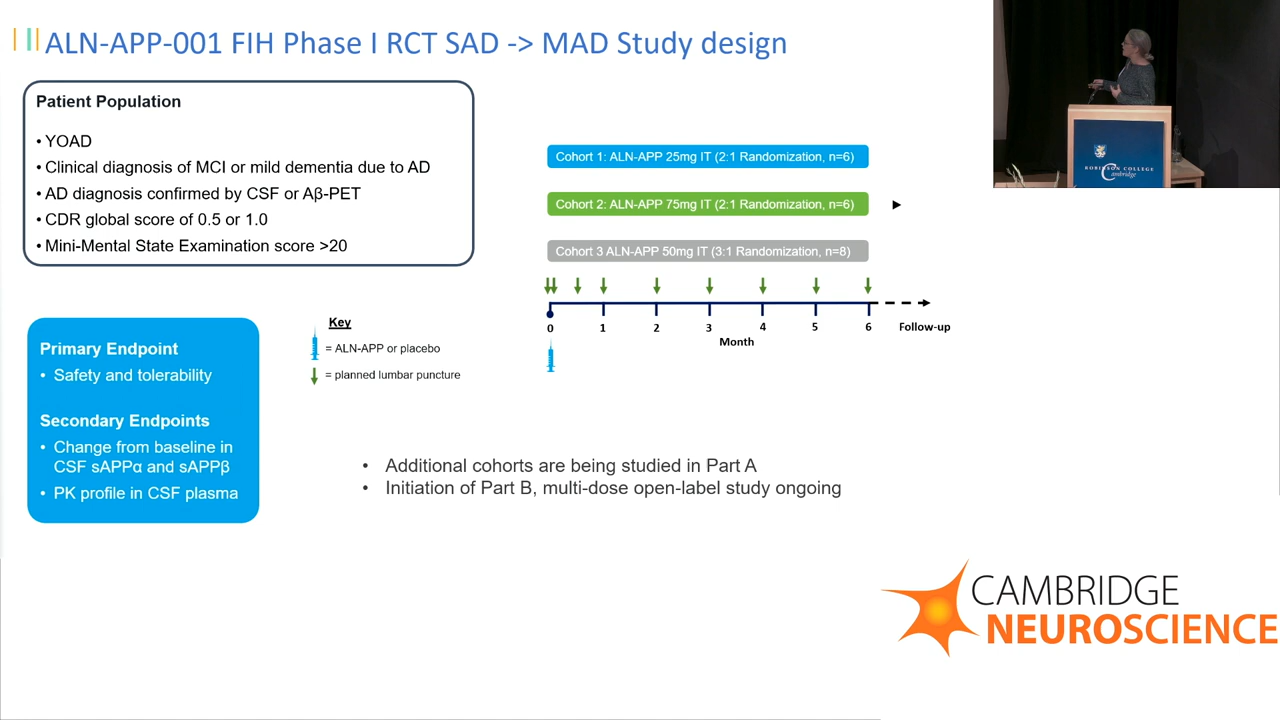 ALN-APP-001 FIH Phase I RCT SAD -> MAD Study design
Patient Population
• YOAD
• Clinical diagnosis of MCI or mild dementia due to AD
• AD diagnosis confirmed by CSF or Aβ-PET
• CDR global score of 0.5 or 1.0
• Mini-Mental State Examination score >20
Primary Endpoint
• Safety and tolerability
Secondary Endpoints
• Change from baseline in
CSF sAPPα and sAPPβ
• PK profile in CSF plasma
Key
= ALN-APP or placebo
= planned lumbar puncture
Cohort 1: ALN-APP 25mg IT (2:1 Randomization, n=6)
Cohort 2: ALN-APP 75mg IT (2:1 Randomization, n=6)
Cohort 3 ALN-APP 50mg IT (3:1 Randomization, n=8)
0 1 2 3 4 5 6 Follow-up
Month
• Additional cohorts are being studied in Part A
• Initiation of Part B, multi-dose open-label study ongoing
ROBINSON COLLEGE
Cambridge
CAMBRIDGE
NEUROSCIENCE